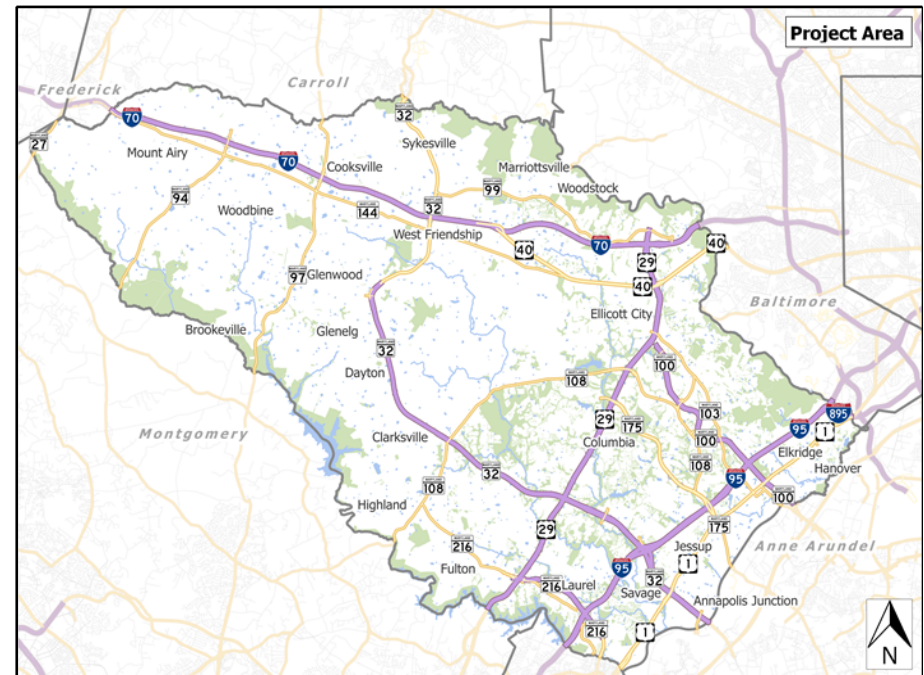 Project Area
Frederick
Carroll
70
MARYLAND
32
27
Mount Airy
70
Cooksville
Sykesville
Marriottsville
99
Woodstock
94
Woodbine
144
32
West Friendship
40
70
29
40
40
97
Glenwood
Baltimore
Ellicott City
Brookeville
Glenelg
32
100
Dayton
108
895
29
175
103
95
1
Montgomery
Clarksville
Columbia
100
Elkridge
108
Hanover
32
95
108
100
Highland
175
29
Anne Arundel
216
Jessup
1
Fulton
95
216
Laurel
32
Savage
Annapolis Junction
216
1
N